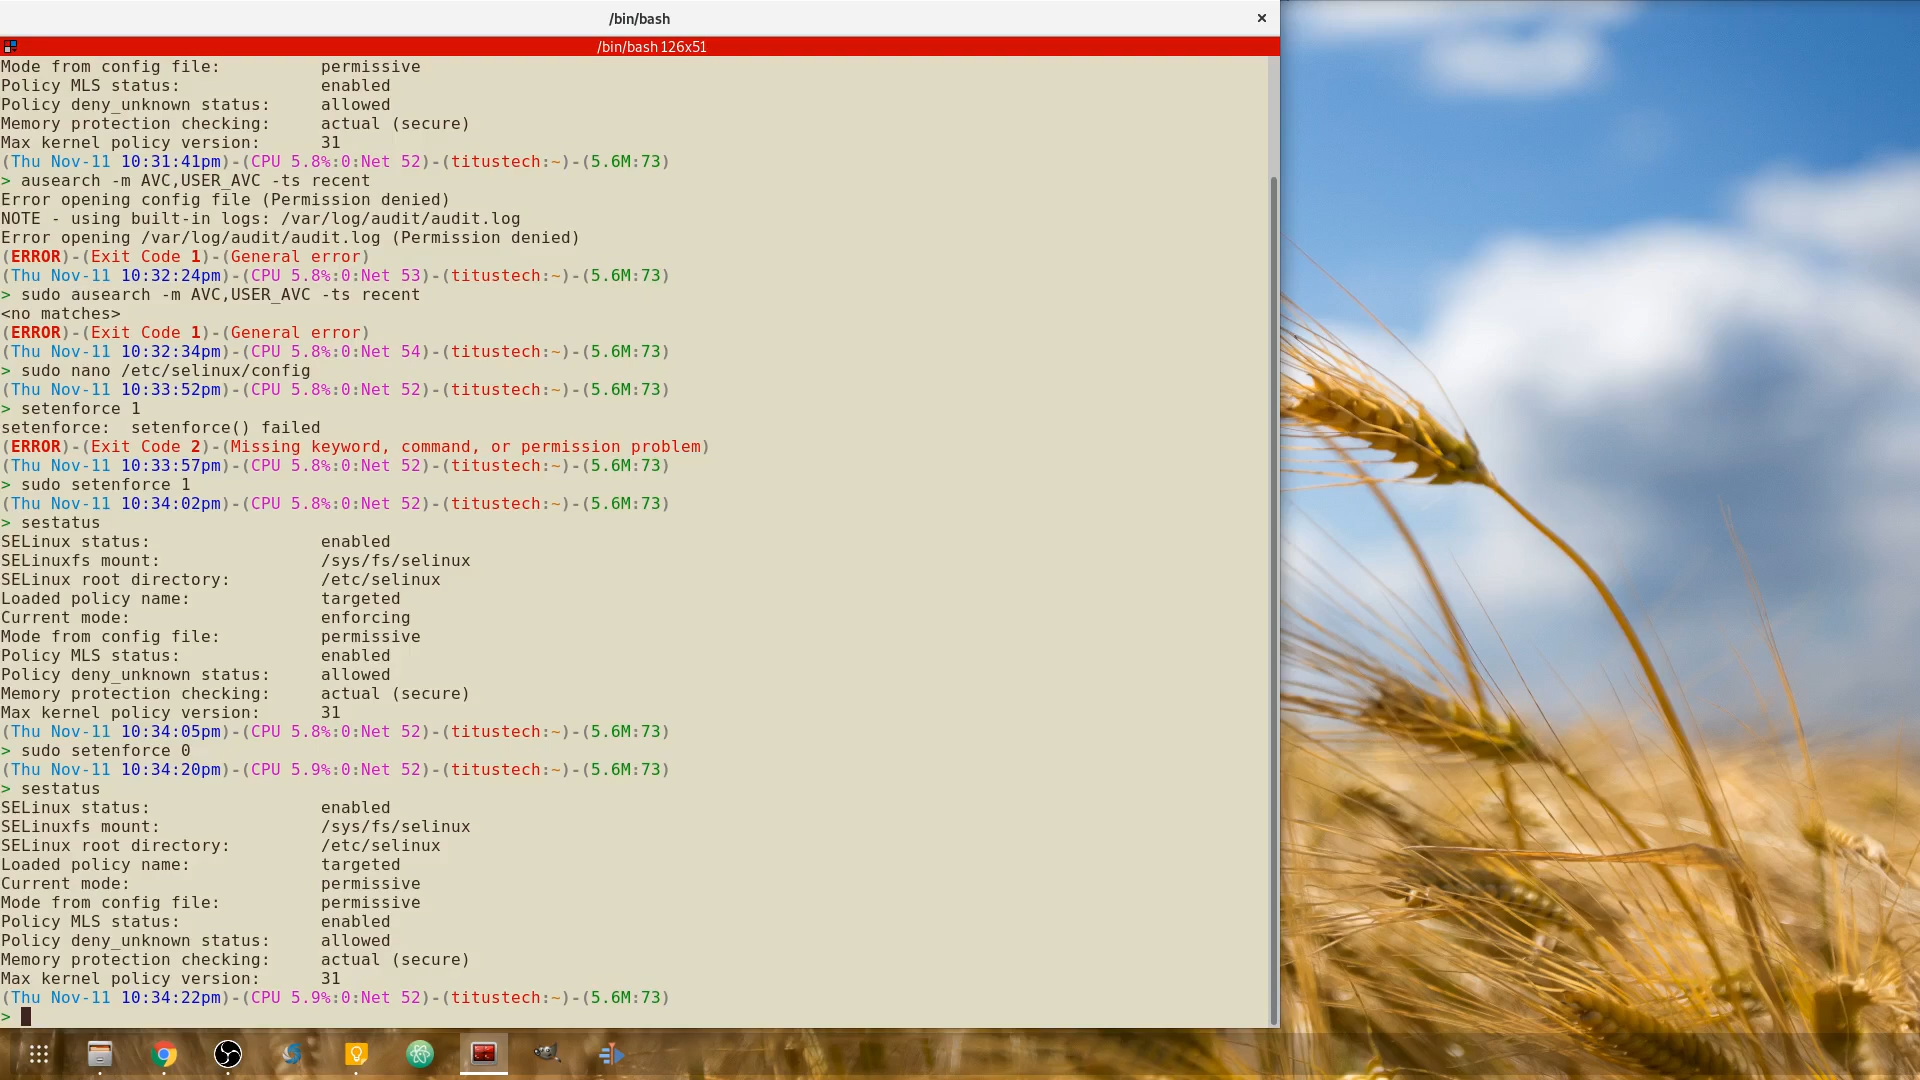 /bin/bash
×
/bin/bash 126x51
Mode from config file:          permissive
Policy MLS status:              enabled
Policy deny_unknown status:     allowed
Memory protection checking:     actual (secure)
Max kernel policy version:      31
(Thu Nov-11 10:31:41pm)-(CPU 5.8%:0:Net 52)-(titustech:~)-(5.6M:73)
> ausearch -m AVC,USER_AVC -ts recent
Error opening config file (Permission denied)
NOTE - using built-in logs: /var/log/audit/audit.log
Error opening /var/log/audit/audit.log (Permission denied)
(ERROR)-(Exit Code 1)-(General error)
(Thu Nov-11 10:32:24pm)-(CPU 5.8%:0:Net 53)-(titustech:~)-(5.6M:73)
> sudo ausearch -m AVC,USER_AVC -ts recent
<no matches>
(ERROR)-(Exit Code 1)-(General error)
(Thu Nov-11 10:32:34pm)-(CPU 5.8%:0:Net 54)-(titustech:~)-(5.6M:73)
> sudo nano /etc/selinux/config
(Thu Nov-11 10:33:52pm)-(CPU 5.8%:0:Net 52)-(titustech:~)-(5.6M:73)
> setenforce 1
setenforce:  setenforce() failed
(ERROR)-(Exit Code 2)-(Missing keyword, command, or permission problem)
(Thu Nov-11 10:33:57pm)-(CPU 5.8%:0:Net 52)-(titustech:~)-(5.6M:73)
> sudo setenforce 1
(Thu Nov-11 10:34:02pm)-(CPU 5.8%:0:Net 52)-(titustech:~)-(5.6M:73)
> sestatus
SELinux status:                 enabled
SELinuxfs mount:                /sys/fs/selinux
SELinux root directory:         /etc/selinux
Loaded policy name:             targeted
Current mode:                   enforcing
Mode from config file:          permissive
Policy MLS status:              enabled
Policy deny_unknown status:     allowed
Memory protection checking:     actual (secure)
Max kernel policy version:      31
(Thu Nov-11 10:34:05pm)-(CPU 5.8%:0:Net 52)-(titustech:~)-(5.6M:73)
> sudo setenforce 0
(Thu Nov-11 10:34:20pm)-(CPU 5.9%:0:Net 52)-(titustech:~)-(5.6M:73)
> sestatus
SELinux status:                 enabled
SELinuxfs mount:                /sys/fs/selinux
SELinux root directory:         /etc/selinux
Loaded policy name:             targeted
Current mode:                   permissive
Mode from config file:          permissive
Policy MLS status:              enabled
Policy deny_unknown status:     allowed
Memory protection checking:     actual (secure)
Max kernel policy version:      31
(Thu Nov-11 10:34:22pm)-(CPU 5.9%:0:Net 52)-(titustech:~)-(5.6M:73)
>